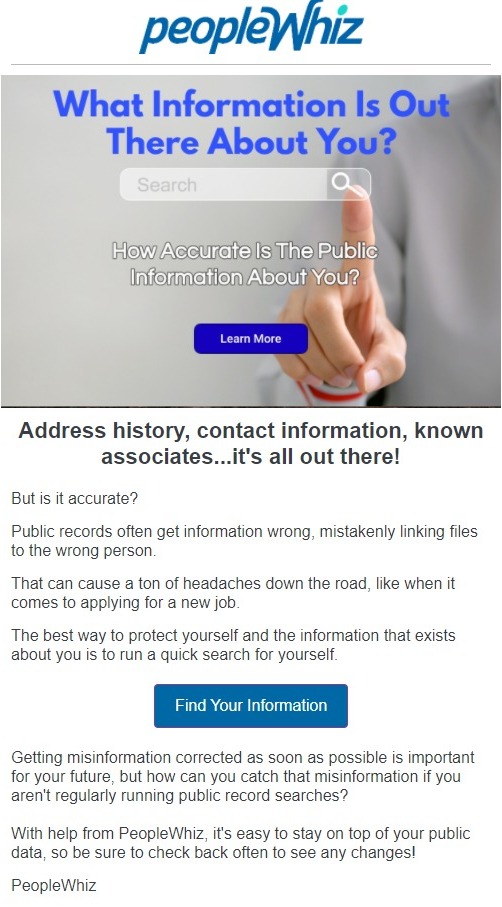 peopleWhiz
What Information Is Out
There About You?
Search
How Accurate Is The Public
Information About You?
Learn More
Address history, contact information, known
associates...it's all out there!
But is it accurate?
Public records often get information wrong, mistakenly linking files
to the wrong person.
That can cause a ton of headaches down the road, like when it
comes to applying for a new job.
The best way to protect yourself and the information that exists
about you is to run a quick search for yourself.
Find Your Information
Getting misinformation corrected as soon as possible is important
for your future, but how can you catch that misinformation if you
aren't regularly running public record searches?
With help from PeopleWhiz, it's easy to stay on top of your public
data, so be sure to check back often to see any changes!
PeopleWhiz